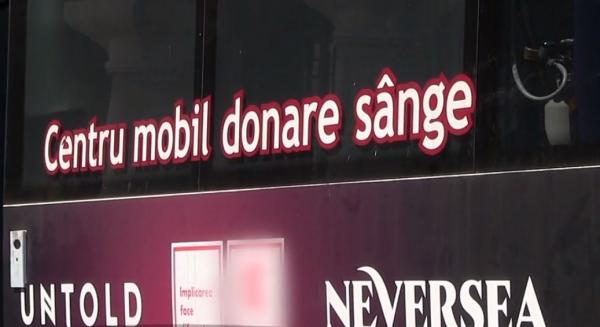 Centru mobil donare sânge
UNTOLD
Implicarea
face
NEVERSEA